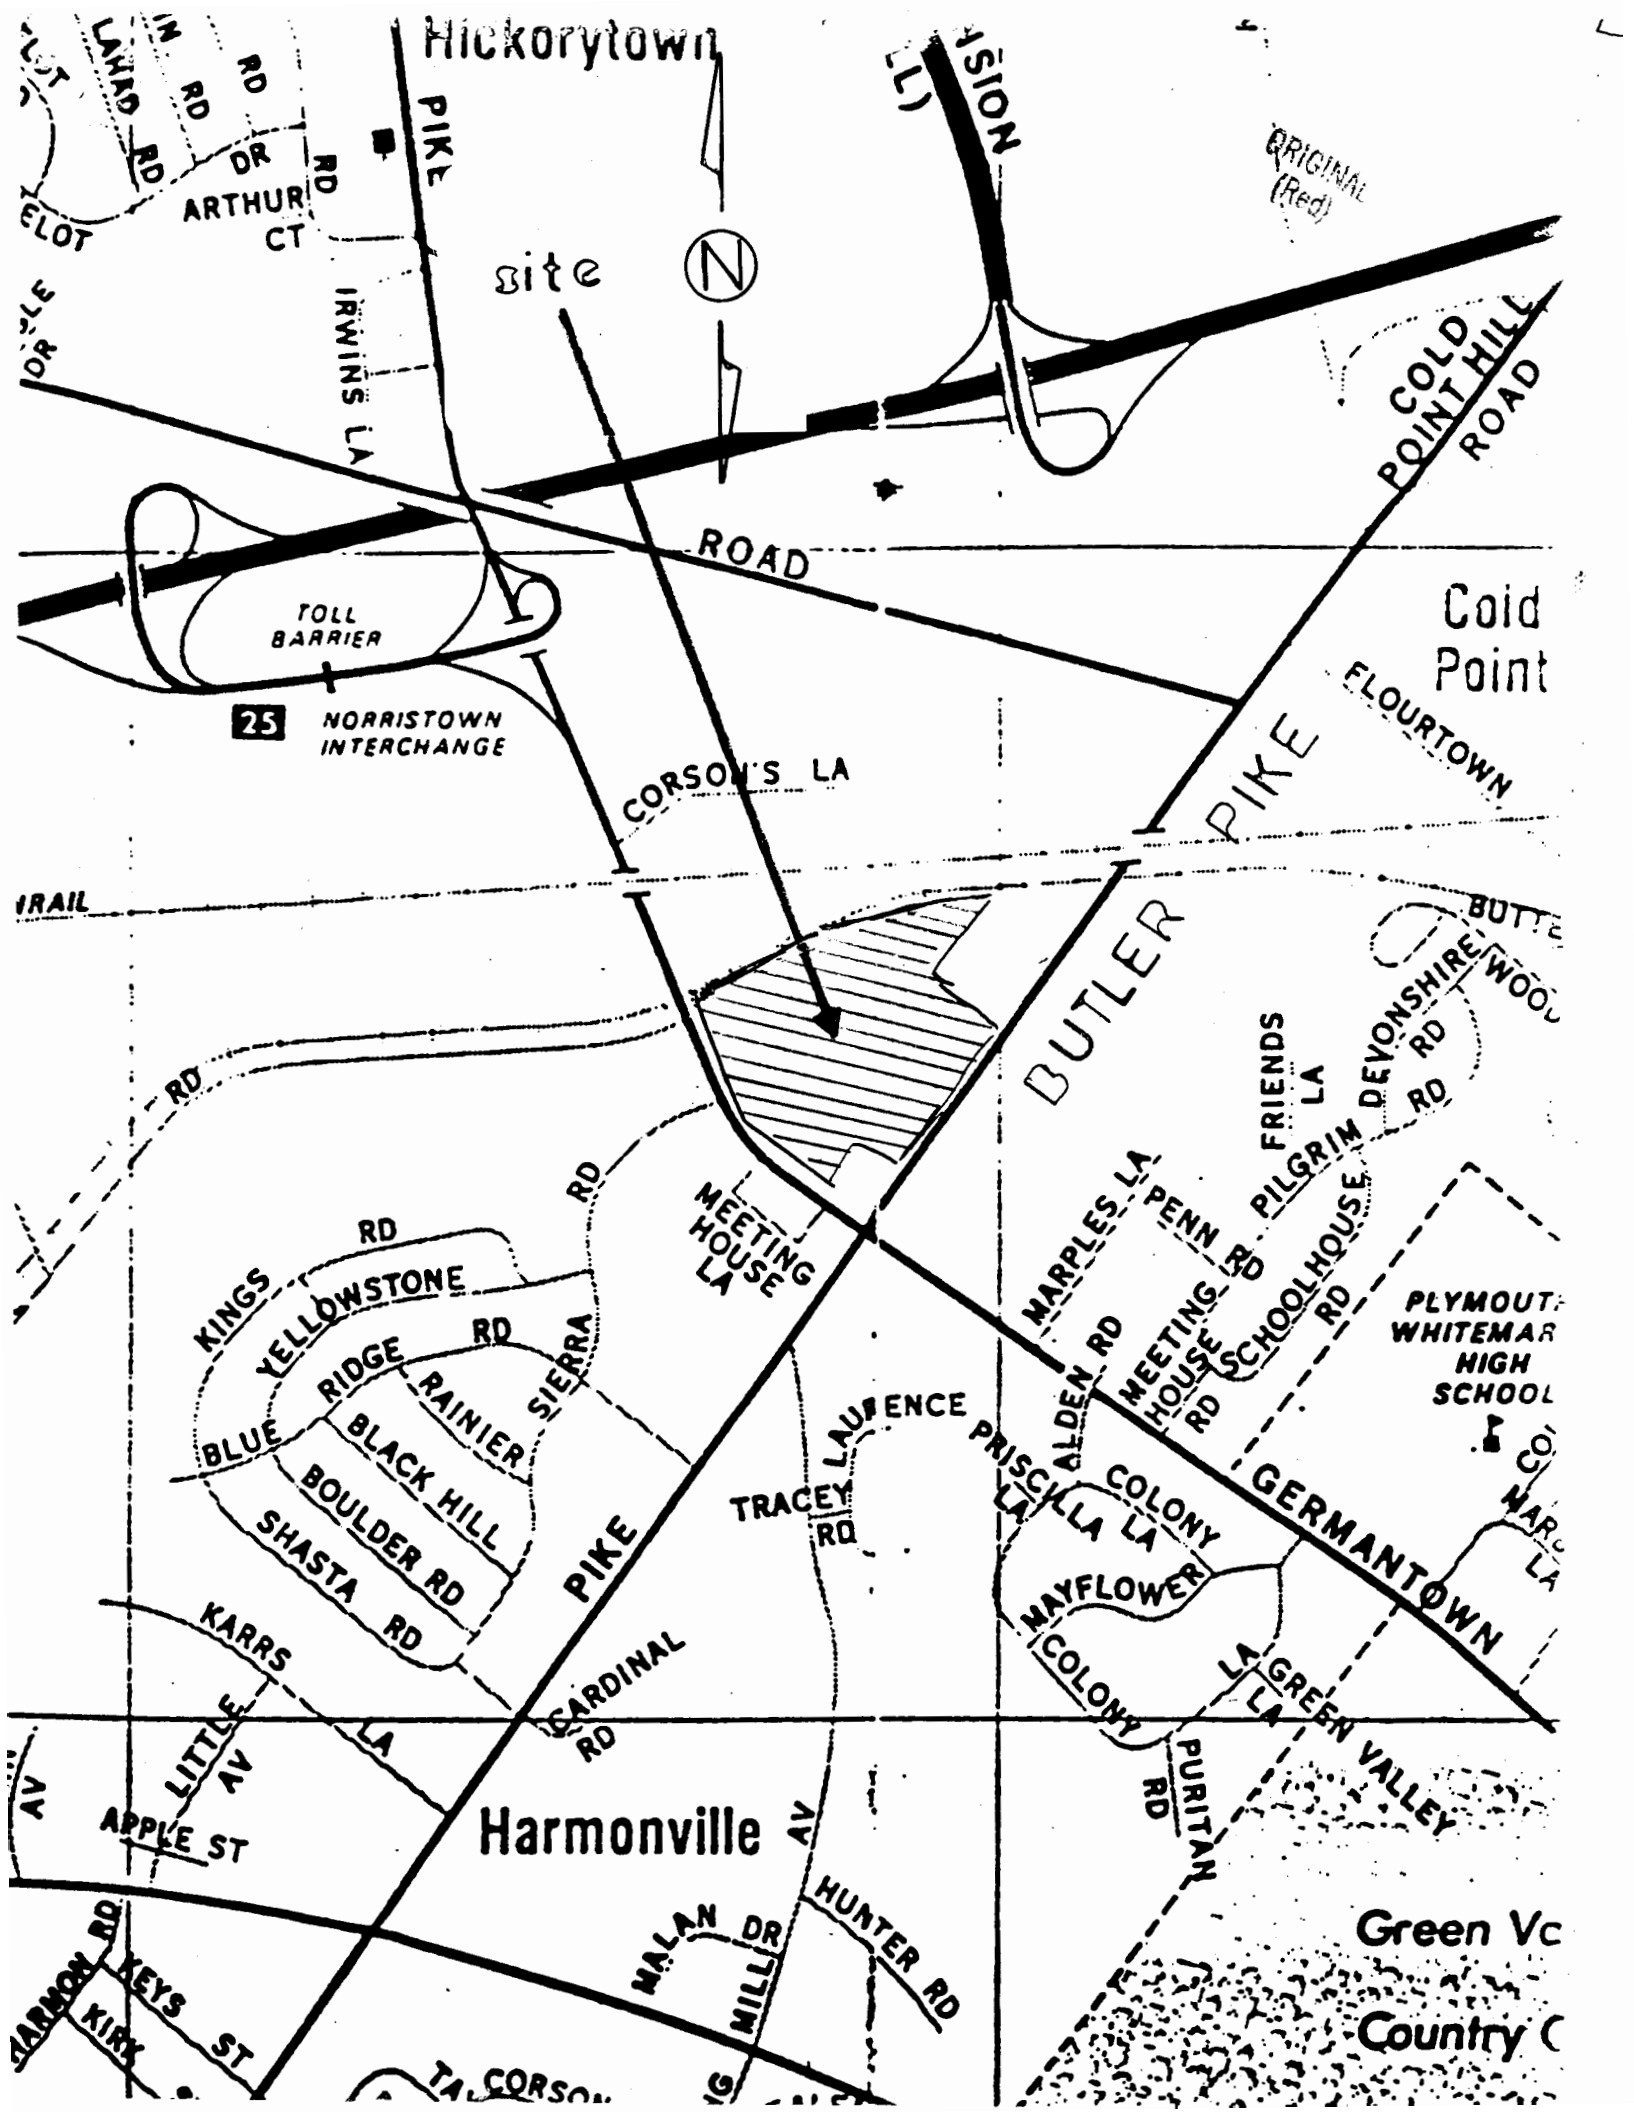 Hickorytown
LAHAD RD
RD
RD
DR
RD
ARTHUR
CT
PIKE
ORIGINAL
(Red)
site
N
IRWINS LA
DR
COLD
POINT HILL
ROAD
ROAD
TOLL
BARRIER
25
NORRISTOWN
INTERCHANGE
Cold
Point
FLOURTOWN
CORSON'S LA
BUTLER PIKE
DEVONSHIRE
RD
FRIENDS
LA
RD
PILGRIM
RD
RD
MEETING
HOUSE
LA
MARPLES LA
PENN RD
SCHOOLHOUSE
RD
MEETING
HOUSE
RD
ALDEN RD
HIGH
SCHOOL
RD
KINGS
YELLOWSTONE
RD
RIDGE
BLUE
SIERRA
RAINIER
BLACK HILL
BOULDER RD
SHASTA RD
LAURENCE
TRACEY
RD
PRISCILLA
LA
LA
COLONY
LA
GERMANTOWN
MAYFLOWER
COLONY
LA
GREEN VALLEY
LA
PURITAN
RD
PIKE
KARRS
LA
LITTLE
AV
CARDINAL
RD
AV
APPLE ST
Harmonville
AV
HUNTER RD
MALAN DR
MILL
HARMON RD
KEYS ST
KIRK
CORSON
Green
Country